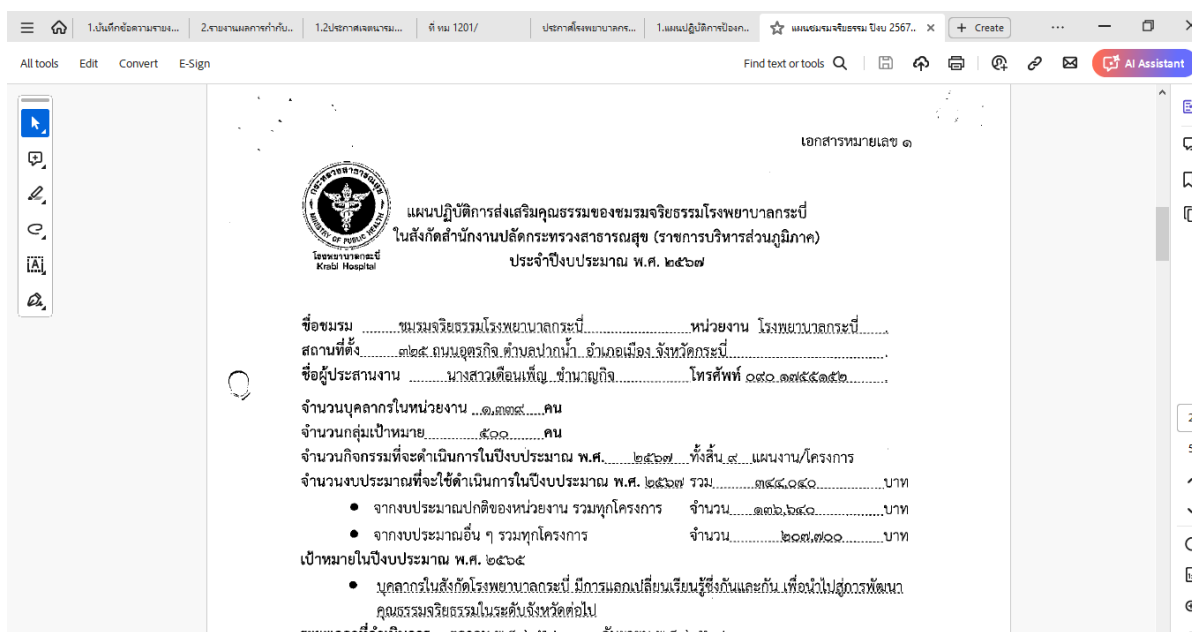 1.บันทึกข้อความรายง...
2.รายงานผลการกำกับ..
1.2ประกาศเจตนารม...
ที่ ทม 1201/
ประกาศโรงพยาบาลกร...
1.แผนปฏิบัติการป้องก..
แผนชมรมจริยธรรม ปีงบ 2567..
Create
All tools Edit Convert E-Sign
Find text or tools
AI Assistant
เอกสารหมายเลข ๑
กระทรวงสาธารณสุข
MINISTRY OF PUBLIC HEALTH
โรงพยาบาลกระบี่
Krabi Hospital
แผนปฏิบัติการส่งเสริมคุณธรรมของชมรมจริยธรรมโรงพยาบาลกระบี่
ในสังกัดสำนักงานปลัดกระทรวงสาธารณสุข (ราชการบริหารส่วนภูมิภาค)
ประจำปีงบประมาณ พ.ศ. ๒๕๖๗
ชื่อชมรม ชมรมจริยธรรมโรงพยาบาลกระบี่ หน่วยงาน โรงพยาบาลกระบี่
สถานที่ตั้ง ๓๒๕ ถนนอุตรกิจ ตำบลปากน้ำ อำเภอเมือง จังหวัดกระบี่
ชื่อผู้ประสานงาน นางสาวเดือนเพ็ญ ชำนาญกิจ โทรศัพท์ ๐๙๐ ๑๗๕๕๑๕๒
จำนวนบุคลากรในหน่วยงาน ๑,๓๓๙ คน
จำนวนกลุ่มเป้าหมาย ๕๐๐ คน
จำนวนกิจกรรมที่จะดำเนินการในปีงบประมาณ พ.ศ. ๒๕๖๗ ทั้งสิ้น ๙ แผนงาน/โครงการ
จำนวนงบประมาณที่จะใช้ดำเนินการในปีงบประมาณ พ.ศ. ๒๕๖๗ รวม ๓๔๔,๐๔๐ บาท
● จากงบประมาณปกติของหน่วยงาน รวมทุกโครงการ จำนวน ๑๓๖,๖๔๐ บาท
● จากงบประมาณอื่น ๆ รวมทุกโครงการ จำนวน ๒๐๗,๗๐๐ บาท
เป้าหมายในปีงบประมาณ พ.ศ. ๒๕๖๕
● บุคลากรในสังกัดโรงพยาบาลกระบี่ มีการแลกเปลี่ยนเรียนรู้ซึ่งกันและกัน เพื่อนำไปสู่การพัฒนา
คุณธรรมจริยธรรมในระดับจังหวัดต่อไป